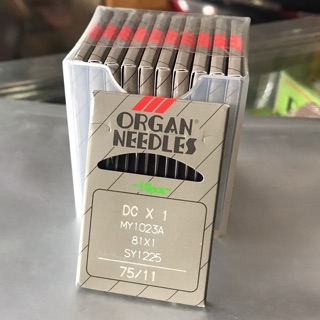 ORGAN®
NEEDLES
DC X 1
MY1023A
81X1
SY1225
75/11